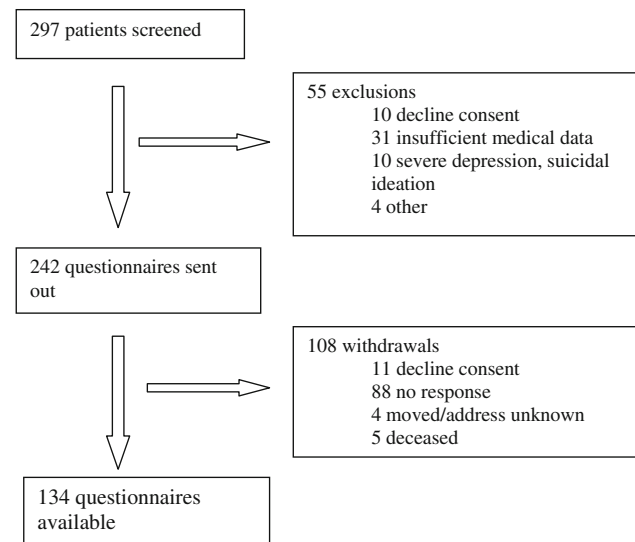 297 patients screened
55 exclusions
10 decline consent
31 insufficient medical data
10 severe depression, suicidal
ideation
4 other
242 questionnaires sent
out
108 withdrawals
11 decline consent
88 no response
4 moved/address unknown
5 deceased
134 questionnaires
available